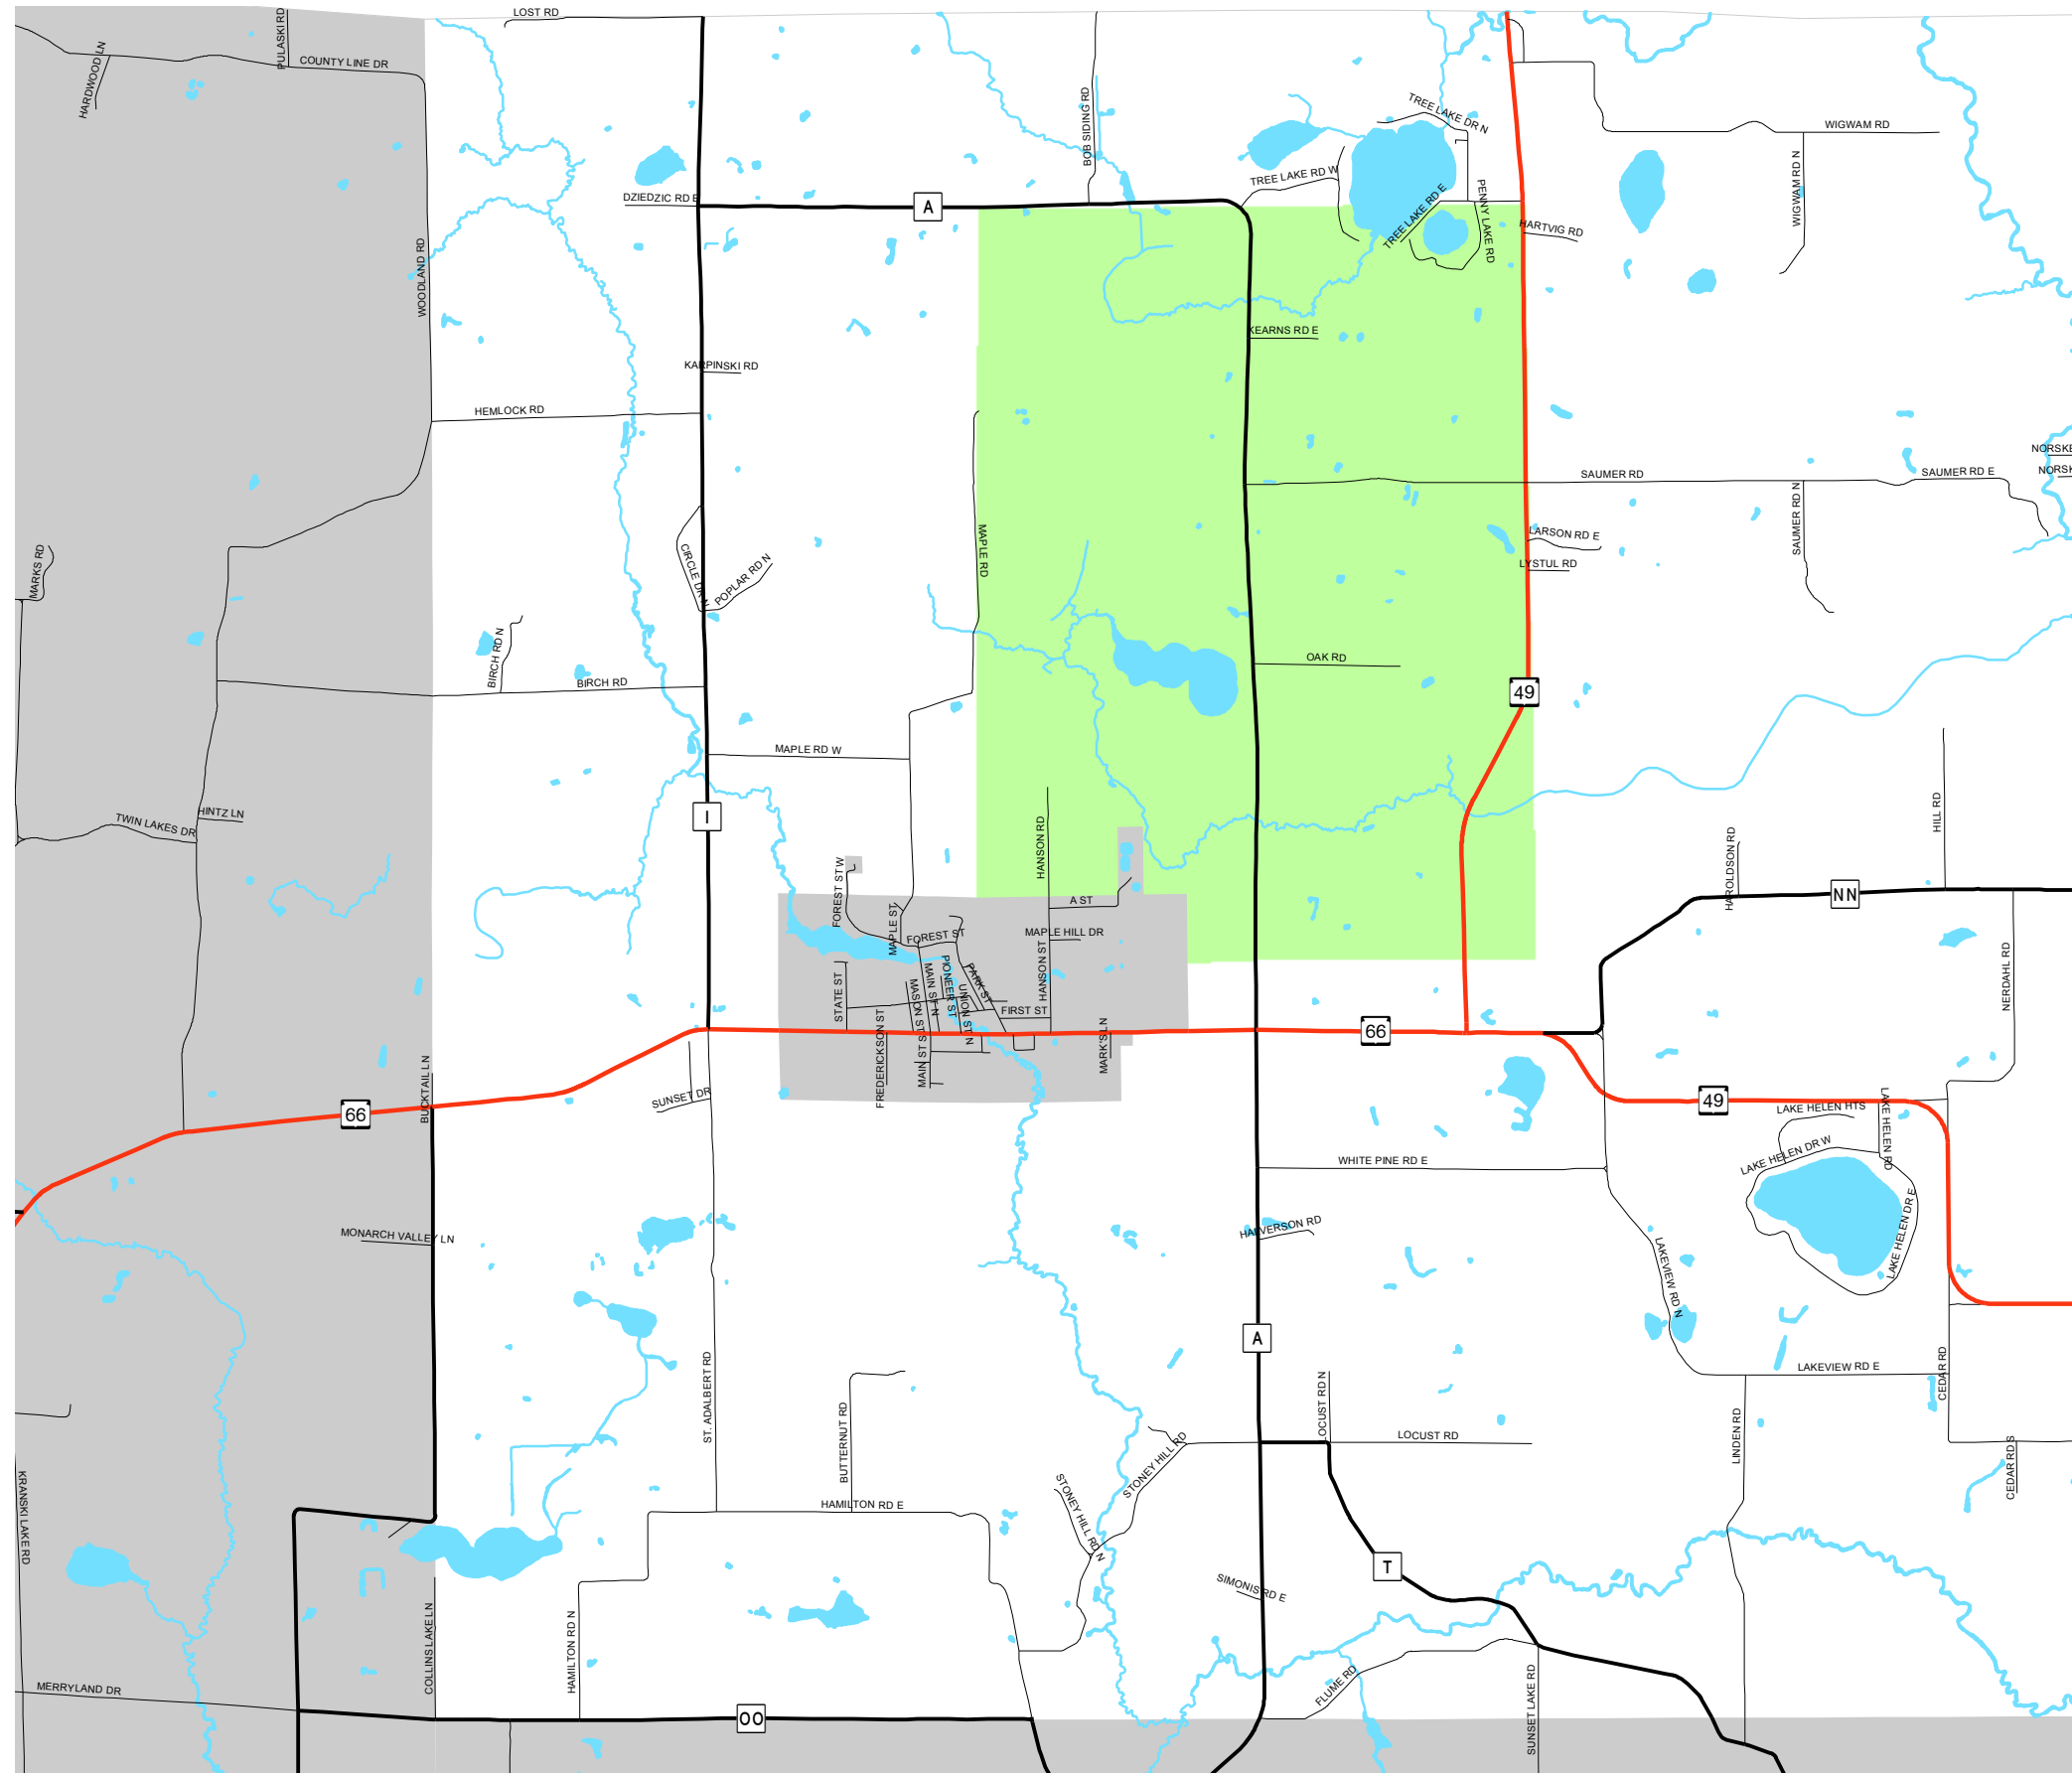 LOST RD
PULASKI RD
HARDWOOD LN
COUNTY LINE DR
BOB SIDING RD
TREE LAKE DR N
WIGWAM RD
WIGWAM RD N
TREE LAKE RD W
DZIEDZIC RD E
A
TREE LAKE RD E
PENNY LAKE RD
HARTVIG RD
WOODLAND RD
KEARNS RD E
KARPINSKI RD
HEMLOCK RD
NORSKE
NORSK
SAUMER RD
SAUMER RD E
SAUMER RD N
MARKS RD
CIRCLE DR N
POPLAR RD N
MAPLE RD
LARSON RD E
LYSTUL RD
BIRCH RD N
BIRCH RD
OAK RD
49
MAPLE RD W
TWIN LAKES DR
HINTZ LN
I
HANSON RD
HILL RD
HAROLDSON RD
NN
FOREST ST W
MAPLE ST
FOREST ST
A ST
MAPLE HILL DR
HANSON ST
STATE ST
MASON ST
MAIN ST N
PIONEER ST
UNION ST N
PARK ST
FIRST ST
NERDAHL RD
66
FREDERICKSON ST
MAIN ST S
MARK'S LN
BUCKTAIL LN
66
SUNSET DR
49
LAKE HELEN HTS
LAKE HELEN RD
LAKE HELEN DR W
LAKE HELEN DR E
WHITE PINE RD E
HALVERSON RD
MONARCH VALLEY LN
LAKEVIEW RD N
A
LAKEVIEW RD E
CEDAR RD
ST. ADALBERT RD
BUTTERNUT RD
LOCUST RD N
LOCUST RD
LINDEN RD
CEDAR RD S
STONEY HILL RD
STONEY HILL RD N
HAMILTON RD E
KRANSKI LAKE RD
T
SIMONIS RD E
COLLINS LAKE LN
HAMILTON RD N
MERRYLAND DR
OO
FLUME RD
SUNSET LAKE RD